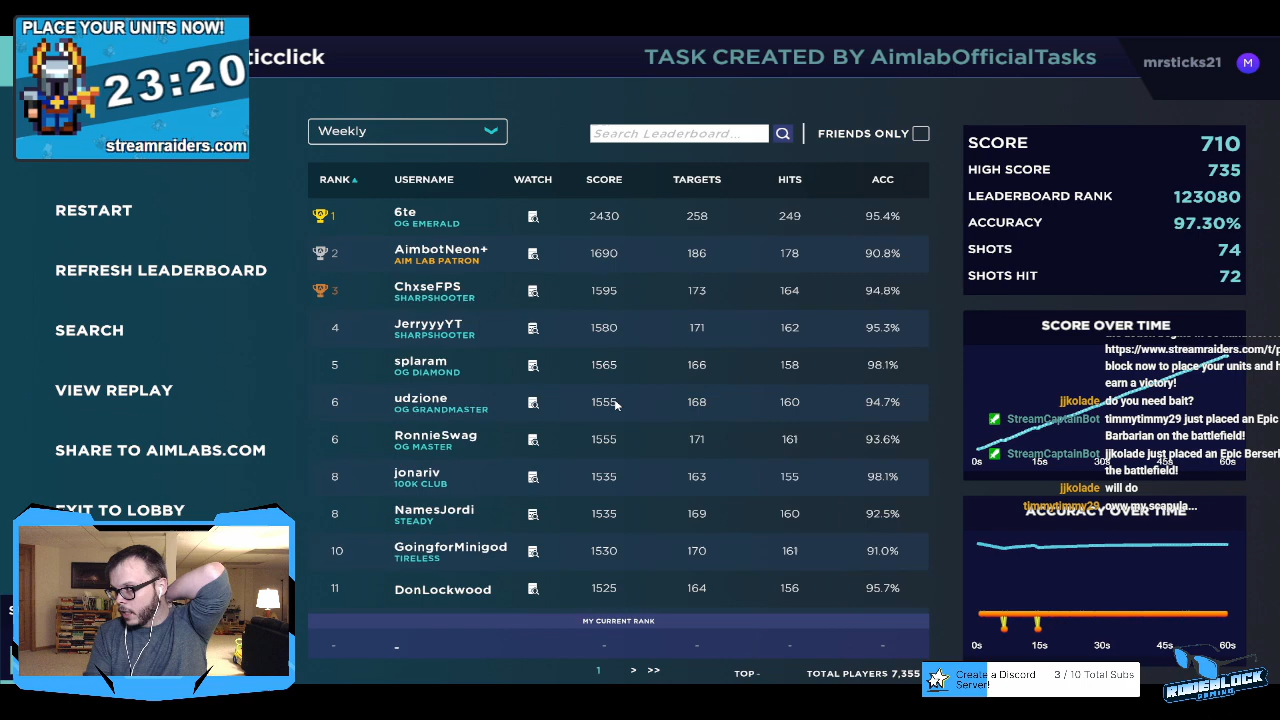 PLACE YOUR UNITS NOW!
23:20
streamraiders.com
ticclick
TASK CREATED BY AimlabOfficialTasks
mrsticks21
M
Weekly
Search Leaderboard...
FRIENDS ONLY
RESTART
REFRESH LEADERBOARD
SEARCH
VIEW REPLAY
SHARE TO AIMLABS.COM
EXIT TO LOBBY
RANK USERNAME WATCH SCORE TARGETS HITS ACC
1 6te 2430 258 249 95.4%
OG EMERALD
2 AimbotNeon+ 1690 186 178 90.8%
AIM LAB PATRON
3 ChxseFPS 1595 173 164 94.8%
SHARPSHOOTER
4 JerryyyYT 1580 171 162 95.3%
SHARPSHOOTER
5 splaram 1565 166 158 98.1%
OG DIAMOND
6 udzione 1555 168 160 94.7%
OG GRANDMASTER
6 RonnieSwag 1555 171 161 93.6%
OG MASTER
8 jonariv 1535 163 155 98.1%
100K CLUB
8 NamesJordi 1535 169 160 92.5%
STEADY
10 GoingforMinigod 1530 170 161 91.0%
TIRELESS
11 DonLockwood 1525 164 156 95.7%
MY CURRENT RANK
- - - - - -
1 > >> TOP - TOTAL PLAYERS 7,355
SCORE 710
HIGH SCORE 735
LEADERBOARD RANK 123080
ACCURACY 97.30%
SHOTS 74
SHOTS HIT 72
SCORE OVER TIME
https://www.streamraiders.com/t/p
block now to place your units and h
earn a victory!
jjkolade do you need bait?
StreamCaptainBot timmytimmy29 just placed an Epic
Barbarian on the battlefield!
StreamCaptainBot jjkolade just placed an Epic Berser
the battlefield!
0s 15s 30s 45s 60s
jjkolade will do
timmytimmy29 oww my scapula...
ACCURACY OVER TIME
0s 15s 30s 45s 60s
Create a Discord
Server!
3 / 10 Total Subs
RODEBLOCK
GAMING